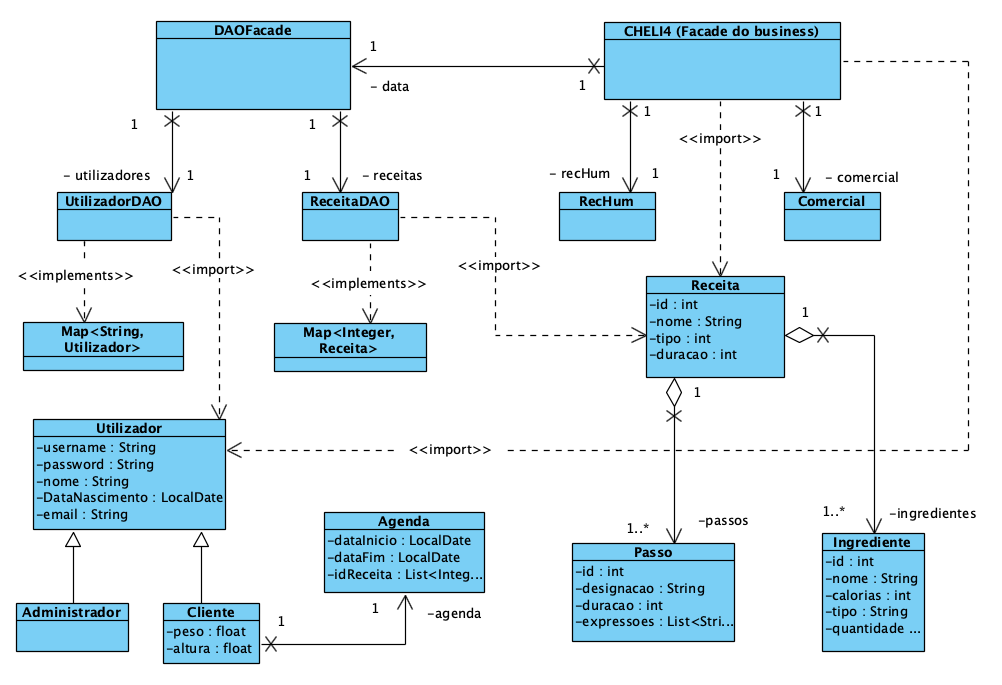 DAOFacade
CHELI4 (Facade do business)
1
- data
1
1
1
1
1
<<import>>
- utilizadores
1
1
- receitas
- recHum
1
1
- comercial
UtilizadorDAO
ReceitaDAO
RecHum
Comercial
<<implements>>
<<import>>
<<implements>>
<<import>>
Map<String,
Utilizador>
Map<Integer,
Receita>
Receita
-id : int
-nome : String
-tipo : int
-duracao : int
1
1
Utilizador
-username : String
-password : String
-nome : String
-DataNascimento : LocalDate
-email : String
<<import>>
Agenda
-dataInicio : LocalDate
-dataFim : LocalDate
-idReceita : List<Integ...
1..*
-passos
1..*
-ingredientes
Passo
-id : int
-designacao : String
-duracao : int
-expressoes : List<Stri...
Ingrediente
-id : int
-nome : String
-calorias : int
-tipo : String
-quantidade ...
Administrador
Cliente
-peso : float
-altura : float
1
1
-agenda